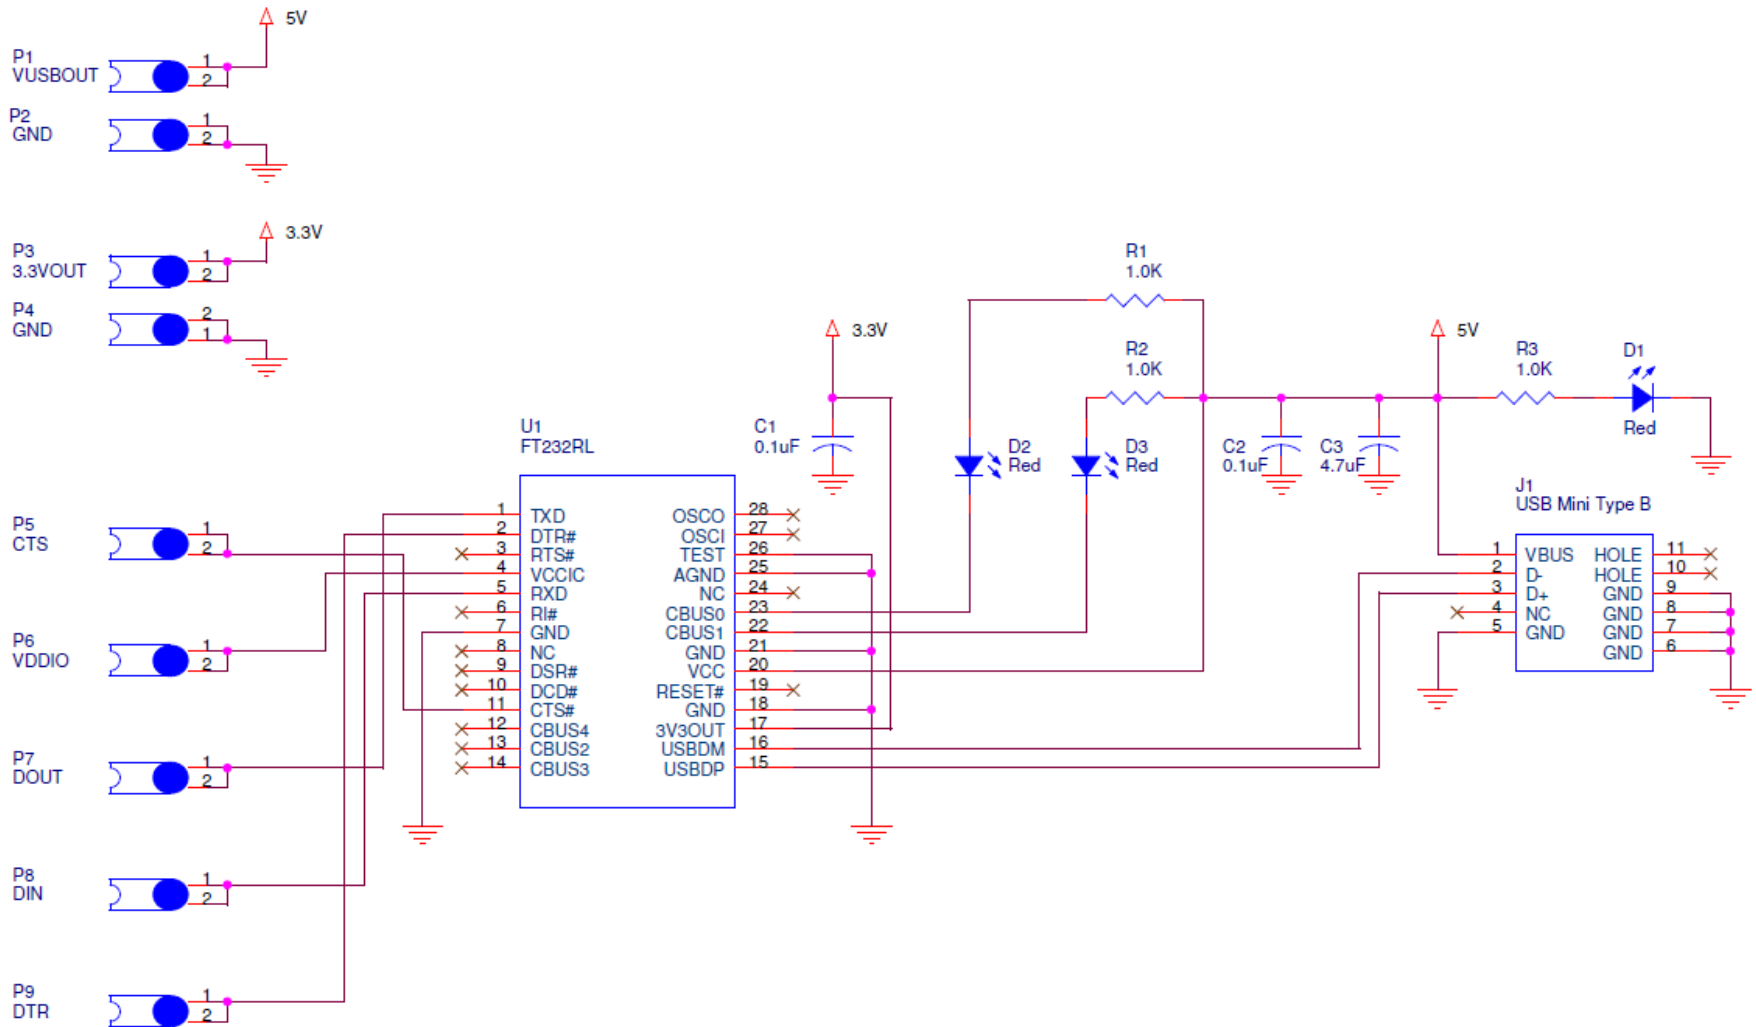 5V
P1
VUSBOUT
1
2
P2
GND
1
2
3.3V
P3
3.3VOUT
1
2
P4
GND
2
1
P5
CTS
1
2
P6
VDDIO
1
2
P7
DOUT
1
2
P8
DIN
1
2
P9
DTR
1
2
U1
FT232RL
1 TXD
2 DTR#
3 RTS#
4 VCCIC
5 RXD
6 RI#
7 GND
8 NC
9 DSR#
10 DCD#
11 CTS#
12 CBUS4
13 CBUS2
14 CBUS3
OSCO 28
OSCI 27
TEST 26
AGND 25
NC 24
CBUS0 23
CBUS1 22
GND 21
VCC 20
RESET# 19
GND 18
3V3OUT 17
USBDM 16
USBDP 15
3.3V
C1
0.1uF
R1
1.0K
R2
1.0K
D2
Red
D3
Red
C2
0.1uF
C3
4.7uF
5V
R3
1.0K
D1
Red
J1
USB Mini Type B
1 VBUS
2 D-
3 D+
4 NC
5 GND
HOLE 11
HOLE 10
GND 9
GND 8
GND 7
GND 6